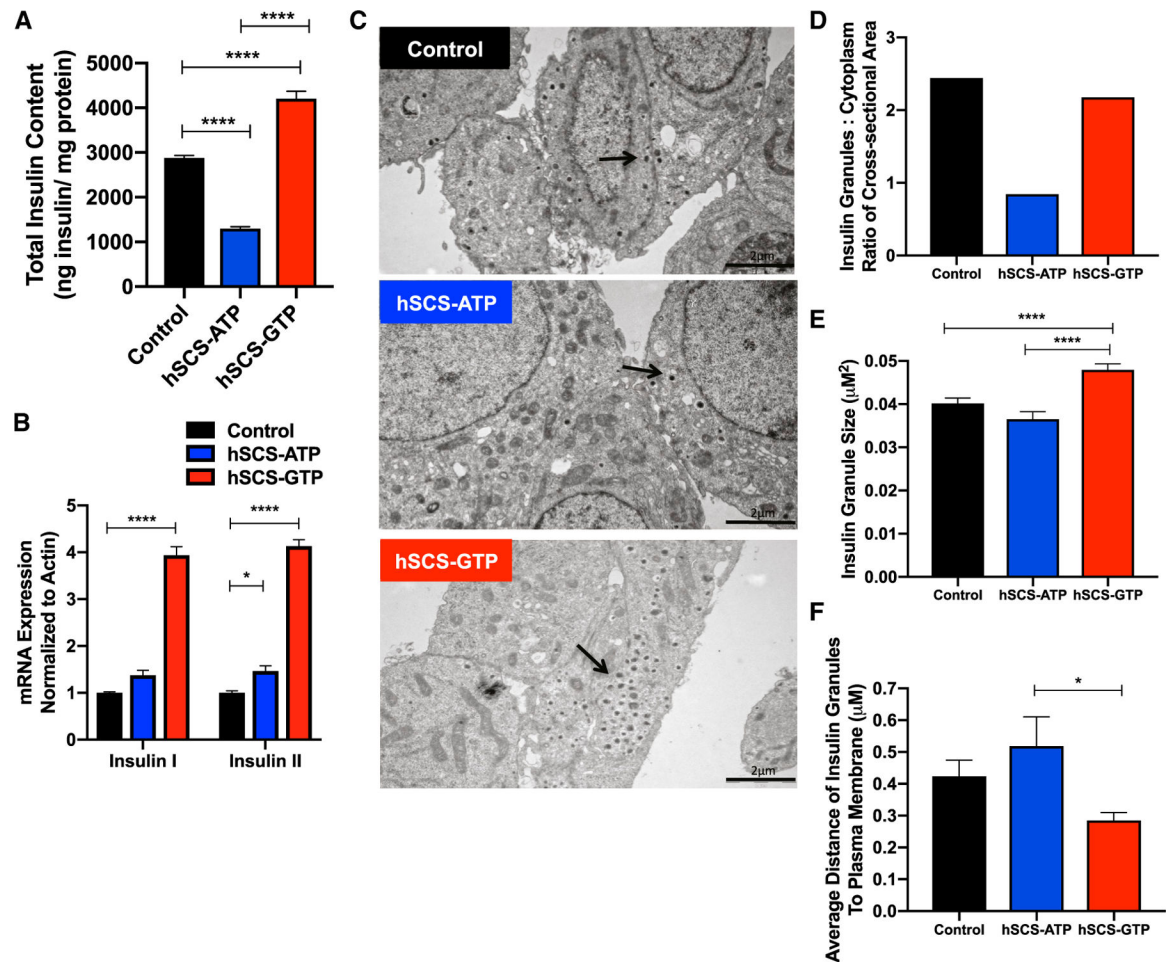 A
****
****
****
Total Insulin Content
(ng insulin/ mg protein)
5000
4000
3000
2000
1000
0
Control
hSCS-ATP
hSCS-GTP
B
Control
hSCS-ATP
hSCS-GTP
mRNA Expression
Normalized to Actin
5
4
3
2
1
0
****
****
*
Insulin I
Insulin II
C
Control
2μm
hSCS-ATP
2μm
hSCS-GTP
2μm
D
Insulin Granules : Cytoplasm
Ratio of Cross-sectional Area
3
2
1
0
Control
hSCS-ATP
hSCS-GTP
E
****
****
Insulin Granule Size (μM²)
0.05
0.04
0.03
0.02
0.01
0.00
Control
hSCS-ATP
hSCS-GTP
F
Average Distance of Insulin Granules
To Plasma Membrane (μM)
0.7
0.6
0.5
0.4
0.3
0.2
0.1
0.0
*
Control
hSCS-ATP
hSCS-GTP